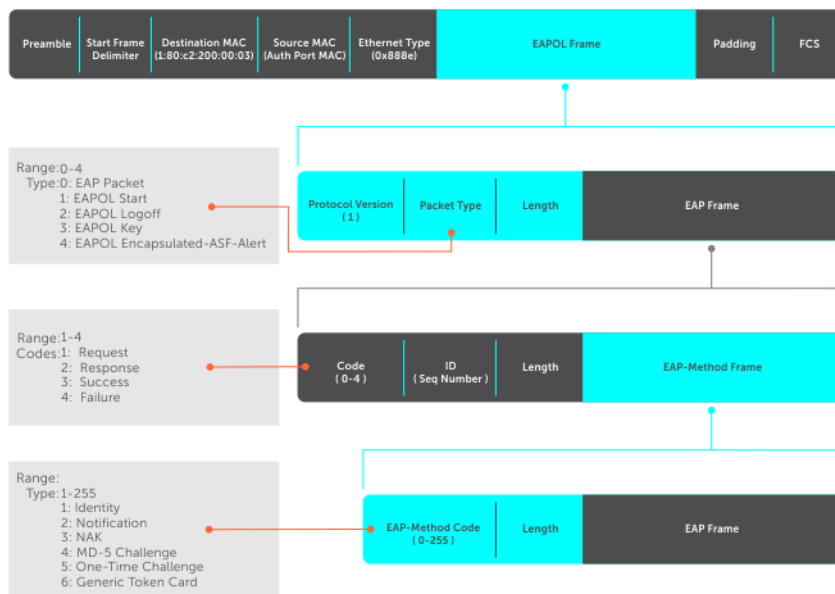 Preamble
Start Frame
Delimiter
Destination MAC
(1:80:c2:200:00:03)
Source MAC
(Auth Port MAC)
Ethernet Type
(0x888e)
EAPOL Frame
Padding
FCS
Range:0-4
Type:0: EAP Packet
1: EAPOL Start
2: EAPOL Logoff
3: EAPOL Key
4: EAPOL Encapsulated-ASF-Alert
Protocol Version
( 1 )
Packet Type
Length
EAP Frame
Range:1-4
Codes:1: Request
2: Response
3: Success
4: Failure
Code
( 0-4 )
ID
( Seq Number )
Length
EAP-Method Frame
Range:
Type:1-255
1: Identity
2: Notification
3: NAK
4: MD-5 Challenge
5: One-Time Challenge
6: Generic Token Card
EAP-Method Code
( 0-255 )
Length
EAP Frame